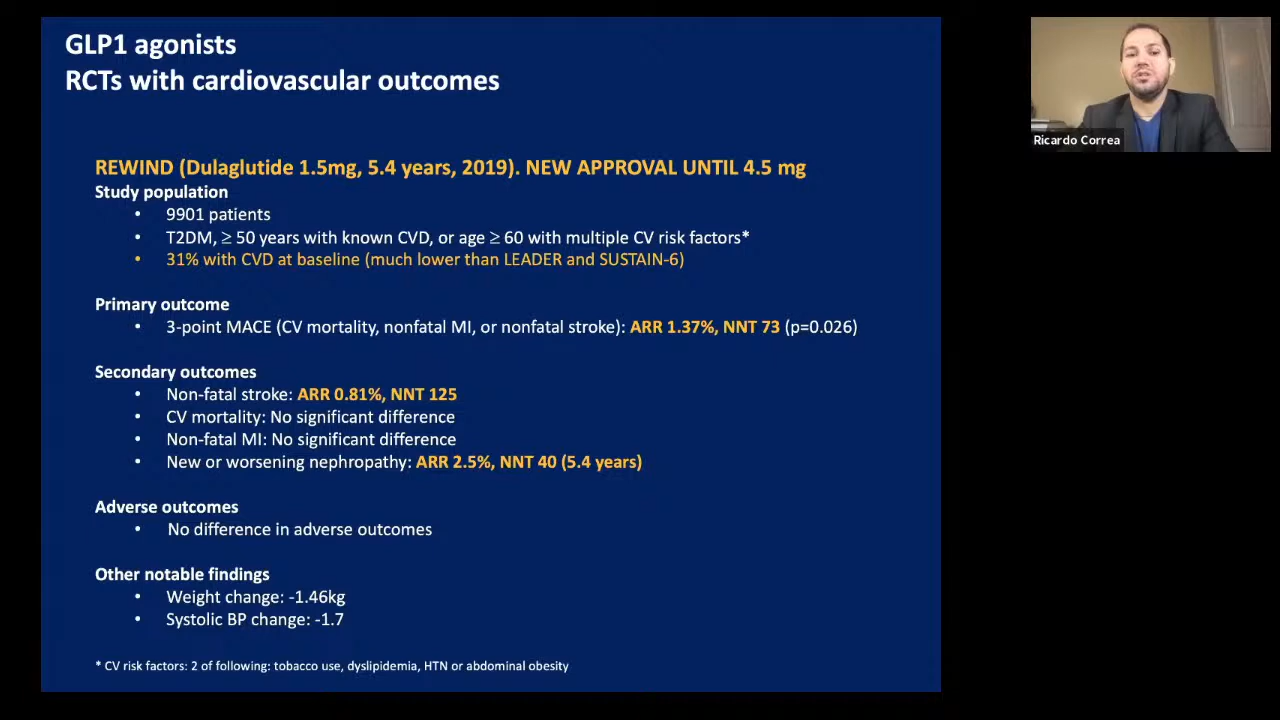 GLP1 agonists
RCTs with cardiovascular outcomes
REWIND (Dulaglutide 1.5mg, 5.4 years, 2019). NEW APPROVAL UNTIL 4.5 mg
Study population
• 9901 patients
• T2DM, ≥ 50 years with known CVD, or age ≥ 60 with multiple CV risk factors*
• 31% with CVD at baseline (much lower than LEADER and SUSTAIN-6)
Primary outcome
• 3-point MACE (CV mortality, nonfatal MI, or nonfatal stroke): ARR 1.37%, NNT 73 (p=0.026)
Secondary outcomes
• Non-fatal stroke: ARR 0.81%, NNT 125
• CV mortality: No significant difference
• Non-fatal MI: No significant difference
• New or worsening nephropathy: ARR 2.5%, NNT 40 (5.4 years)
Adverse outcomes
• No difference in adverse outcomes
Other notable findings
• Weight change: -1.46kg
• Systolic BP change: -1.7
* CV risk factors: 2 of following: tobacco use, dyslipidemia, HTN or abdominal obesity
Ricardo Correa